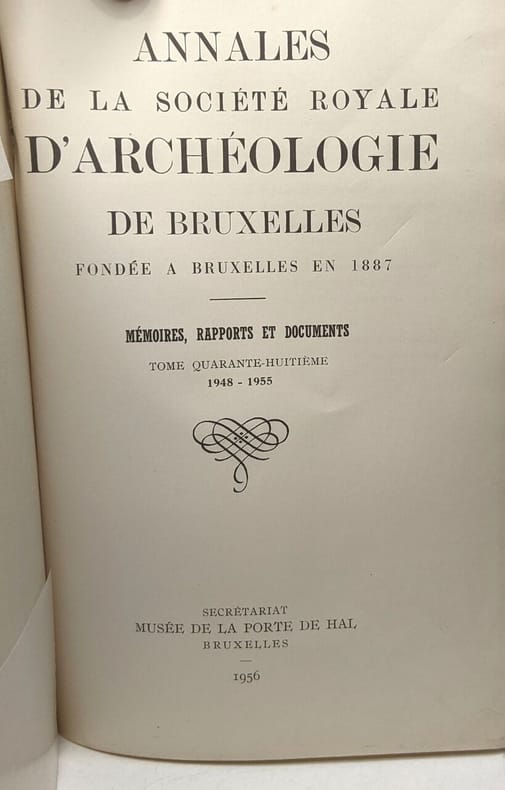 ANNALES
DE LA SOCIÉTÉ ROYALE
D'ARCHÉOLOGIE
DE BRUXELLES
FONDÉE A BRUXELLES EN 1887
MÉMOIRES, RAPPORTS ET DOCUMENTS
TOME QUARANTE-HUITIÈME
1948 - 1955
SECRÉTARIAT
MUSÉE DE LA PORTE DE HAL
BRUXELLES
1956